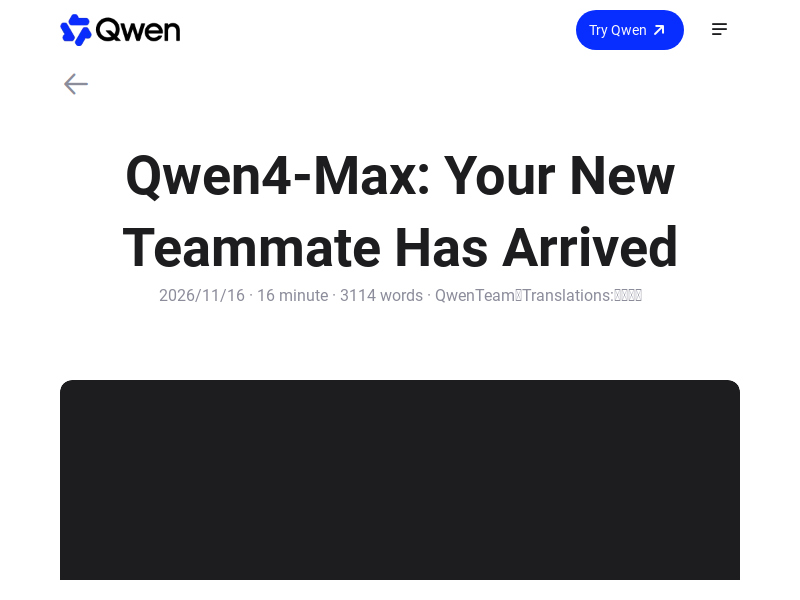 Qwen
Try Qwen
Qwen4-Max: Your New
Teammate Has Arrived
2026/11/16 · 16 minute · 3114 words · QwenTeam Translations: